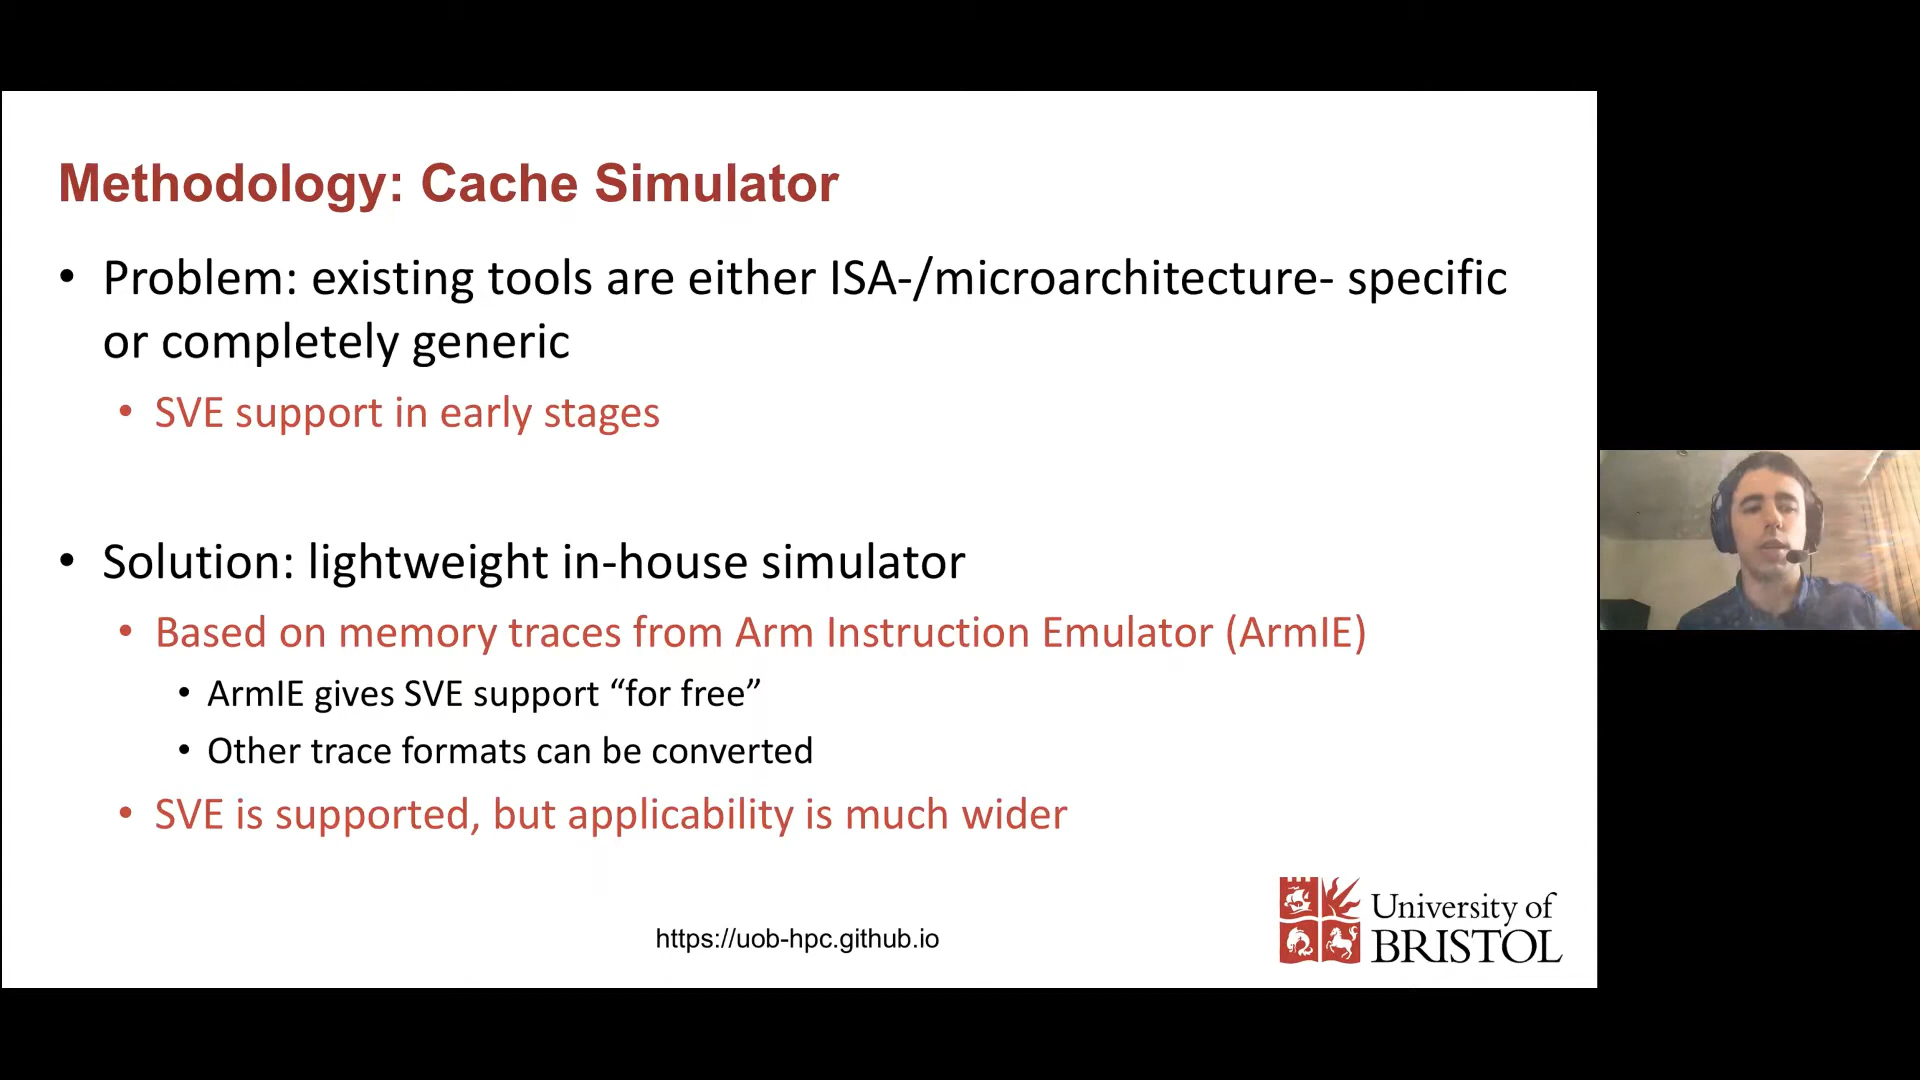 Methodology: Cache Simulator
• Problem: existing tools are either ISA-/microarchitecture- specific
or completely generic
• SVE support in early stages
• Solution: lightweight in-house simulator
• Based on memory traces from Arm Instruction Emulator (ArmIE)
• ArmIE gives SVE support “for free”
• Other trace formats can be converted
• SVE is supported, but applicability is much wider
https://uob-hpc.github.io
University of
BRISTOL